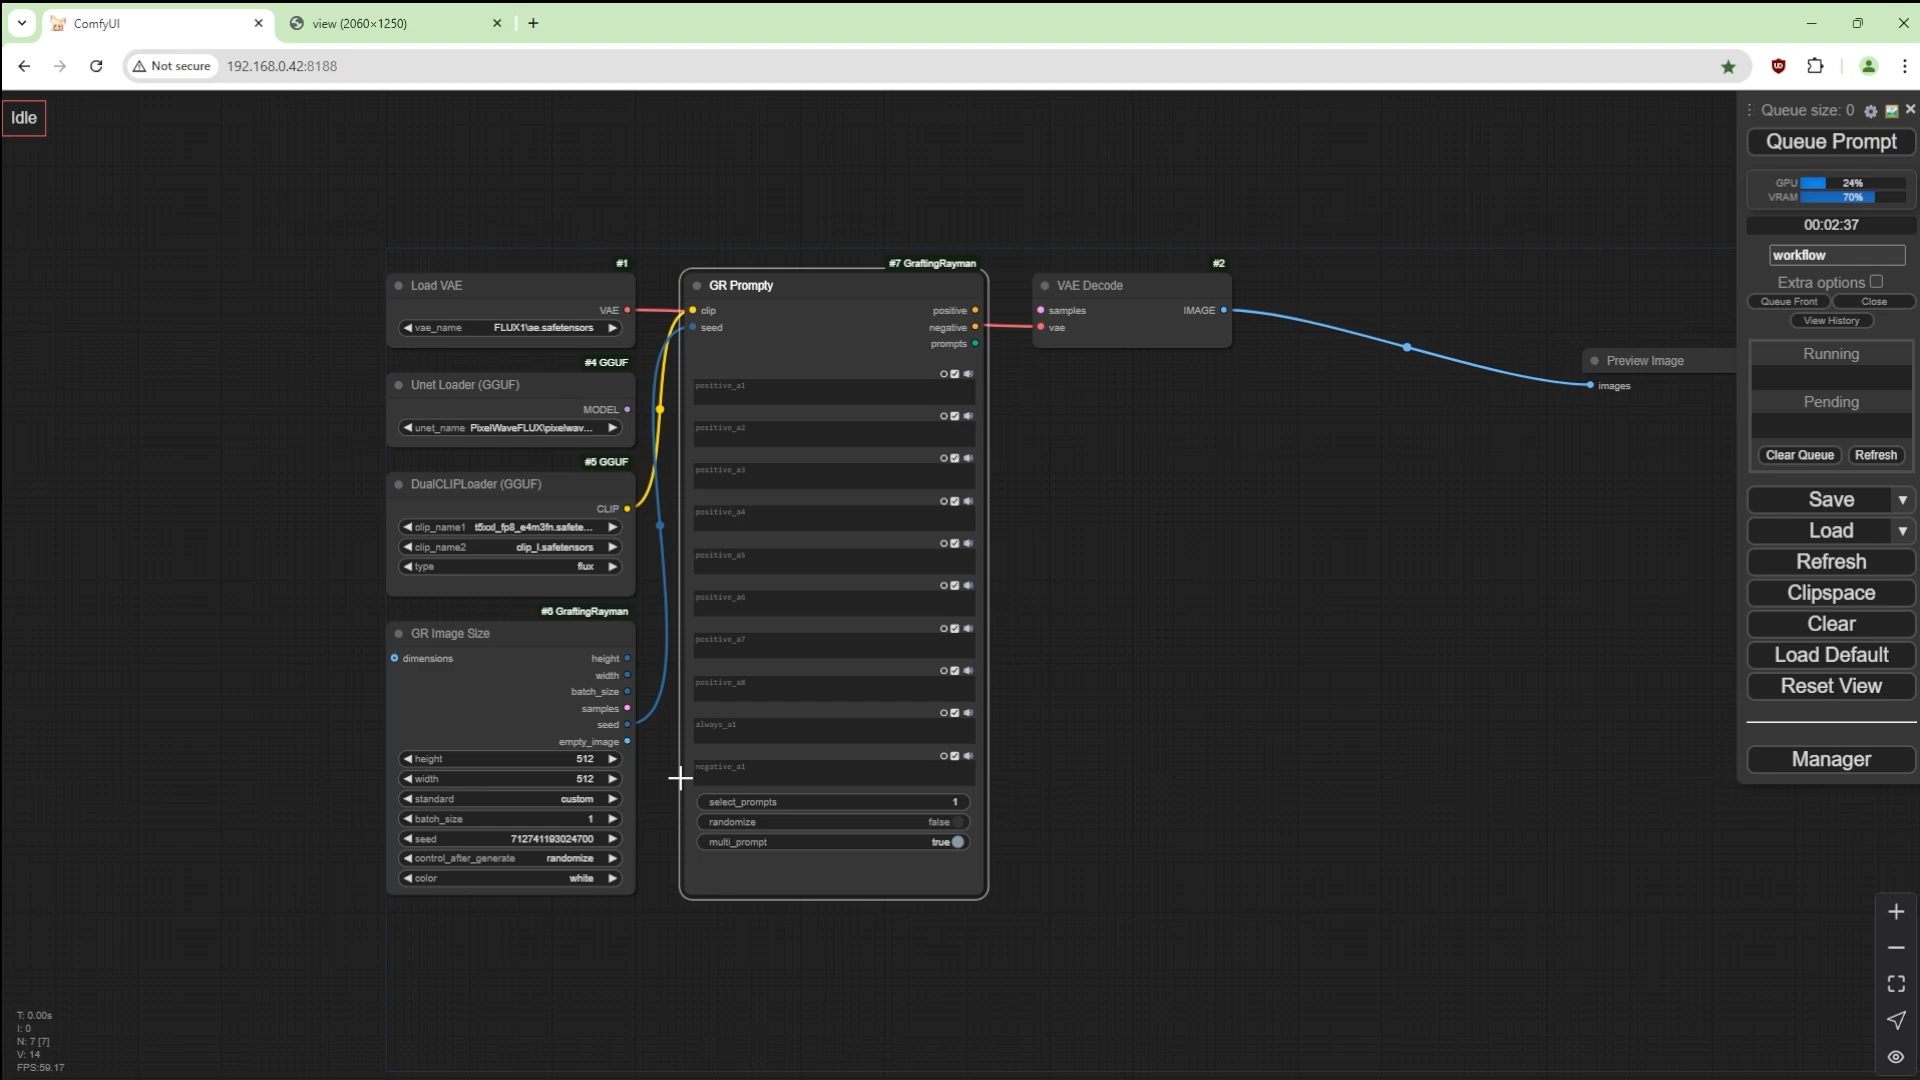 ComfyUI
view (2060×1250)
Not secure
192.168.0.42:8188
Idle
Queue size: 0
Queue Prompt
GPU 24%
VRAM 70%
00:02:37
workflow
Extra options
Queue Front Close
View History
Running
Pending
Clear Queue Refresh
Save
Load
Refresh
Clipspace
Clear
Load Default
Reset View
Manager
#1
Load VAE
VAE
vae_name FLUX1\ae.safetensors
#4 GGUF
Unet Loader (GGUF)
MODEL
unet_name PixelWaveFLUX\pixelwav...
#5 GGUF
DualCLIPLoader (GGUF)
CLIP
clip_name1 t5xxl_fp8_e4m3fn.safete...
clip_name2 clip_l.safetensors
type flux
#6 GraftingRayman
GR Image Size
dimensions height
width
batch_size
samples
seed
empty_image
height 512
width 512
standard custom
batch_size 1
seed 712741193024700
control_after_generate randomize
color white
#7 GraftingRayman
GR Prompty
clip positive
seed negative
prompts
positive_a1
positive_a2
positive_a3
positive_a4
positive_a5
positive_a6
positive_a7
positive_a8
always_a1
negative_a1
select_prompts 1
randomize false
multi_prompt true
#2
VAE Decode
samples IMAGE
vae
Preview Image
images
T: 0.00s
I: 0
N: 7 [7]
V: 14
FPS:59.17